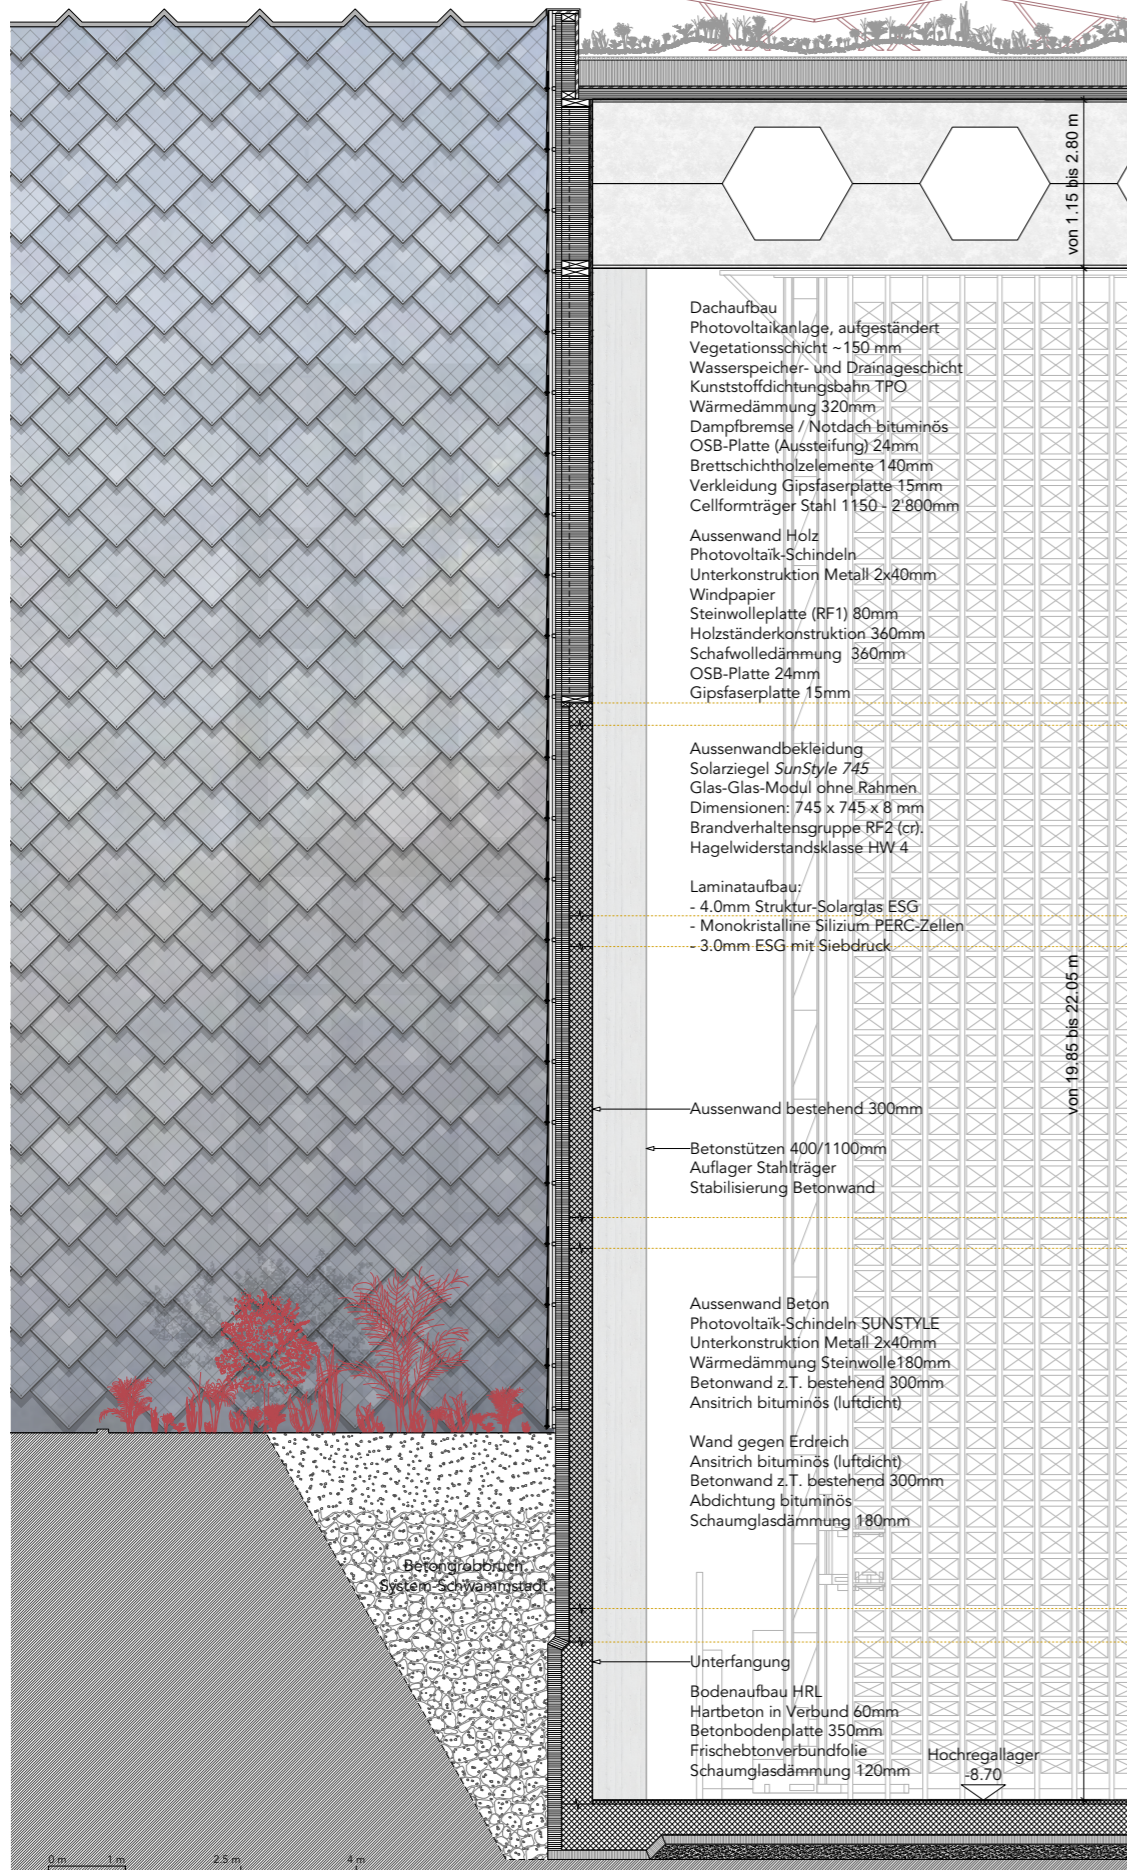 von 1.15 bis 2.80 m
Dachaufbau
Photovoltaikanlage, aufgeständert
Vegetationsschicht ~150 mm
Wasserspeicher- und Drainageschicht
Kunststoffdichtungsbahn TPO
Wärmedämmung 320mm
Dampfbremse / Notdach bituminös
OSB-Platte (Aussteifung) 24mm
Brettschichtholzelemente 140mm
Verkleidung Gipsfaserplatte 15mm
Cellformträger Stahl 1150 - 2'800mm
Aussenwand Holz
Photovoltaïk-Schindeln
Unterkonstruktion Metall 2x40mm
Windpapier
Steinwolleplatte (RF1) 80mm
Holzständerkonstruktion 360mm
Schafwolledämmung 360mm
OSB-Platte 24mm
Gipsfaserplatte 15mm
Aussenwandbekleidung
Solarziegel SunStyle 745
Glas-Glas-Modul ohne Rahmen
Dimensionen: 745 x 745 x 8 mm
Brandverhaltensgruppe RF2 (cr).
Hagelwiderstandsklasse HW 4
Laminataufbau:
- 4.0mm Struktur-Solarglas ESG
- Monokristalline Silizium PERC-Zellen
- 3.0mm ESG mit Siebdruck
von 19.85 bis 22.05 m
Aussenwand bestehend 300mm
Betonstützen 400/1100mm
Auflager Stahlträger
Stabilisierung Betonwand
Aussenwand Beton
Photovoltaïk-Schindeln SUNSTYLE
Unterkonstruktion Metall 2x40mm
Wärmedämmung Steinwolle180mm
Betonwand z.T. bestehend 300mm
Ansitrich bituminös (luftdicht)
Wand gegen Erdreich
Ansitrich bituminös (luftdicht)
Betonwand z.T. bestehend 300mm
Abdichtung bituminös
Schaumglasdämmung 180mm
Betongrobbruch
System Schwammstadt
Unterfangung
Bodenaufbau HRL
Hartbeton in Verbund 60mm
Betonbodenplatte 350mm
Frischebtonverbundfolie
Schaumglasdämmung 120mm
Hochregallager
-8.70
0 m 1 m 2.5 m 4 m